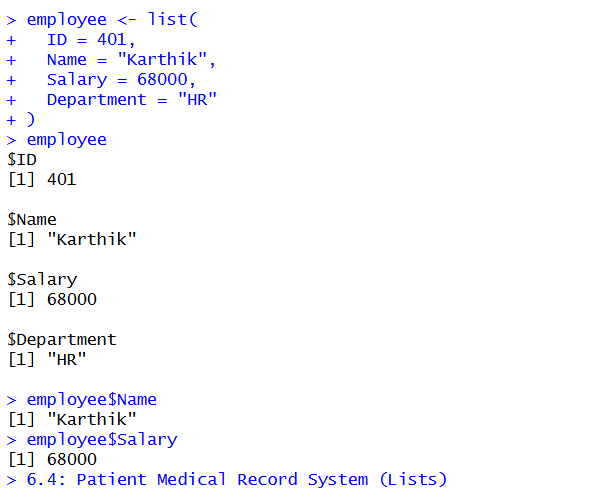 > employee <- list(
+   ID = 401,
+   Name = "Karthik",
+   Salary = 68000,
+   Department = "HR"
+ )
> employee
$ID
[1] 401

$Name
[1] "Karthik"

$Salary
[1] 68000

$Department
[1] "HR"

> employee$Name
[1] "Karthik"
> employee$Salary
[1] 68000
> 6.4: Patient Medical Record System (Lists)